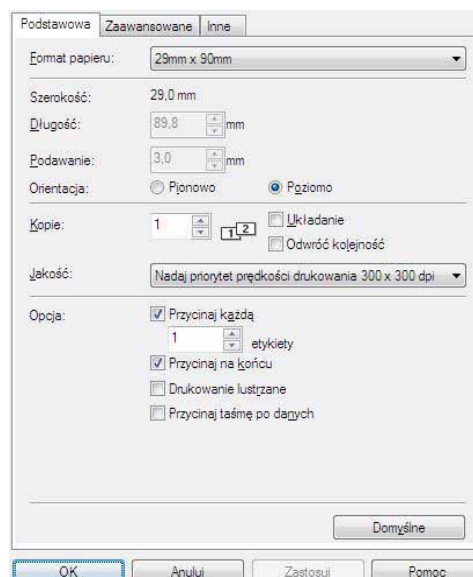 Podstawowa Zaawansowane Inne
Format papieru: 29mm x 90mm
Szerokość: 29,0 mm
Długość: 89,8 mm
Podawanie: 3,0 mm
Orientacja: Pionowo Poziomo
Kopie: 1 1 2 Układanie
Odwróć kolejność
Jakość: Nadaj priorytet prędkości drukowania 300 x 300 dpi
Opcja: Przycinaj każdą
1 etykiety
Przycinaj na końcu
Drukowanie lustrzane
Przycinaj taśmę po danych
Domyślne
OK Anuluj Zastosuj Pomoc